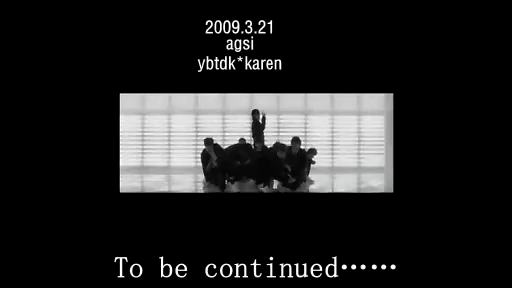 2009.3.21
agsi
ybtdk*karen
To be continued……